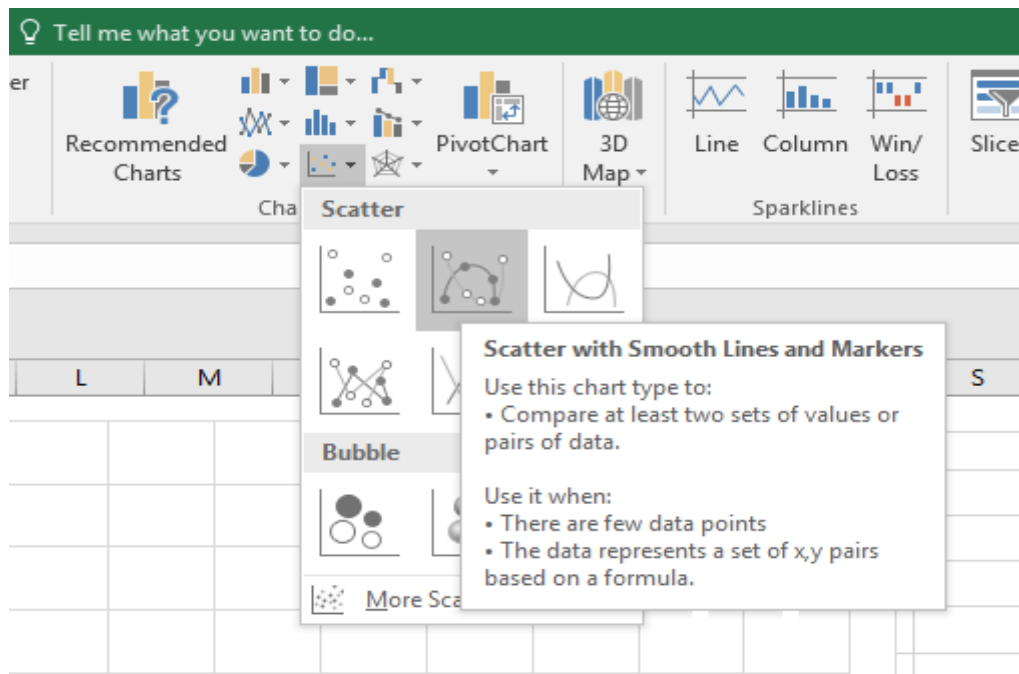 Tell me what you want to do...
er
Recommended
Charts
PivotChart
3D
Map
Line
Column
Win/
Loss
Slice
Cha
Sparklines
Scatter
L
M
S
Scatter with Smooth Lines and Markers
Use this chart type to:
• Compare at least two sets of values or
pairs of data.
Use it when:
• There are few data points
• The data represents a set of x,y pairs
based on a formula.
Bubble
More Sca